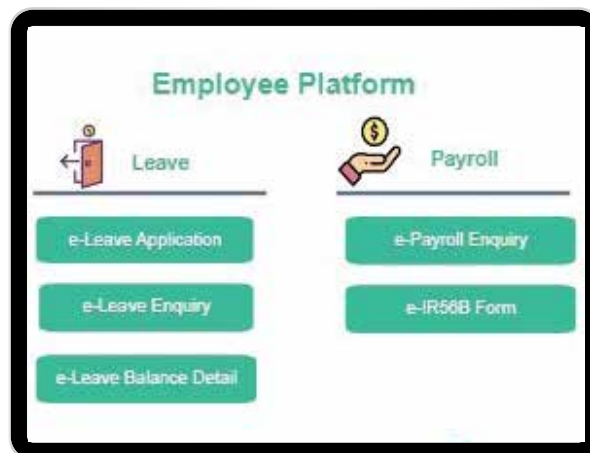 Employee Platform
Leave
e-Leave Application
e-Leave Enquiry
e-Leave Balance Detail
Payroll
e-Payroll Enquiry
e-IR56B Form